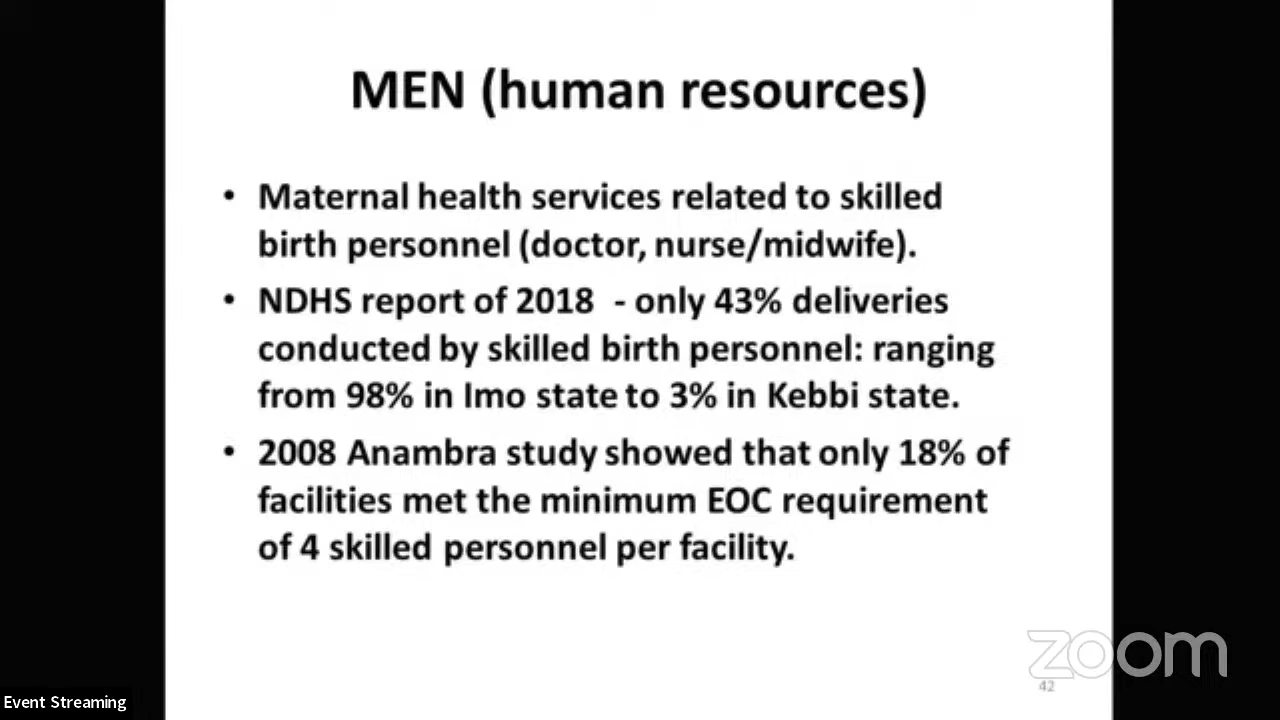 MEN (human resources)
• Maternal health services related to skilled
birth personnel (doctor, nurse/midwife).
• NDHS report of 2018 - only 43% deliveries
conducted by skilled birth personnel: ranging
from 98% in Imo state to 3% in Kebbi state.
• 2008 Anambra study showed that only 18% of
facilities met the minimum EOC requirement
of 4 skilled personnel per facility.
zoom
42
Event Streaming